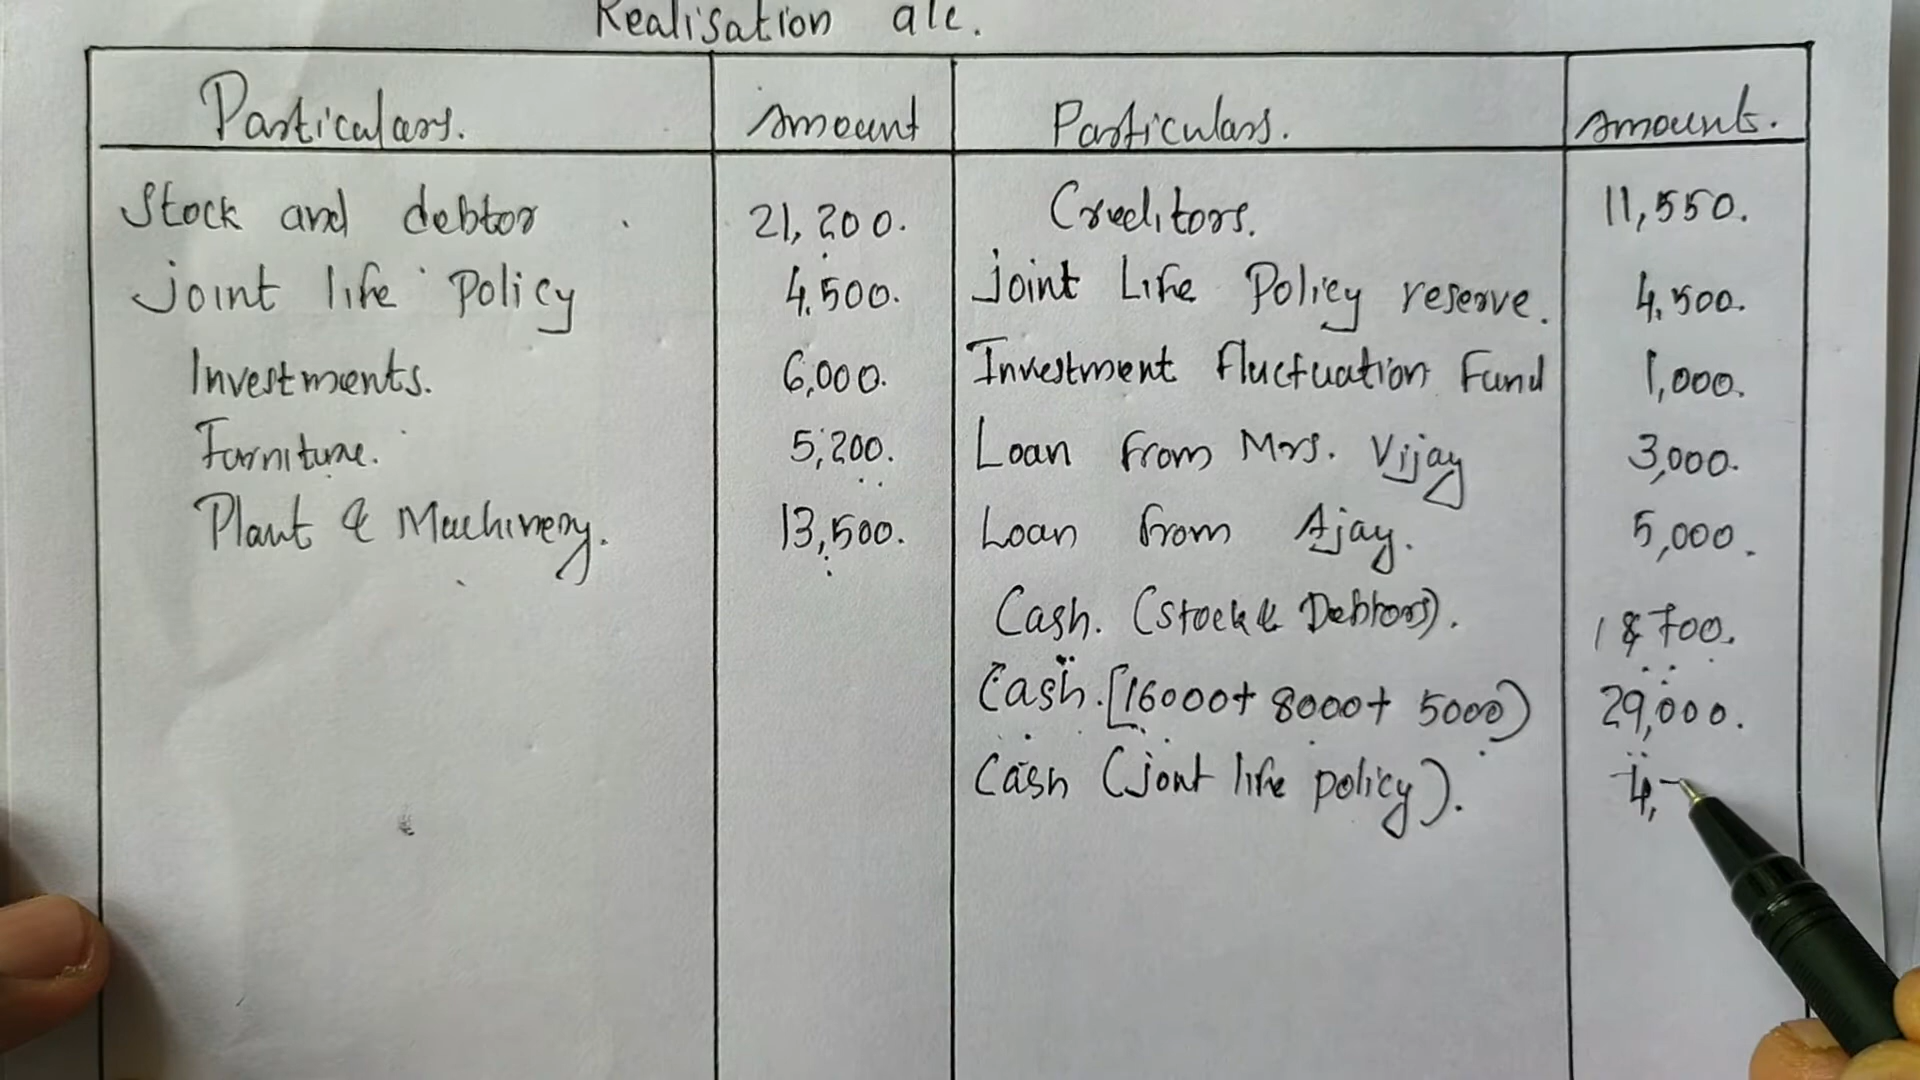 Realisation a/c.
Particulars. Amount Particulars. Amounts.
Stock and debtor 21,200. Creditors. 11,550.
Joint life policy 4,500. Joint Life Policy reserve. 4,500.
Investments. 6,000. Investment Fluctuation Fund 1,000.
Furniture. 5,200. Loan from Mrs. Vijay 3,000.
Plant & Machinery. 13,500. Loan from Ajay. 5,000.
Cash. (Stock & Debtors). 18700.
Cash. [16000+ 8000+ 5000) 29,000.
Cash (jont life policy). 4,